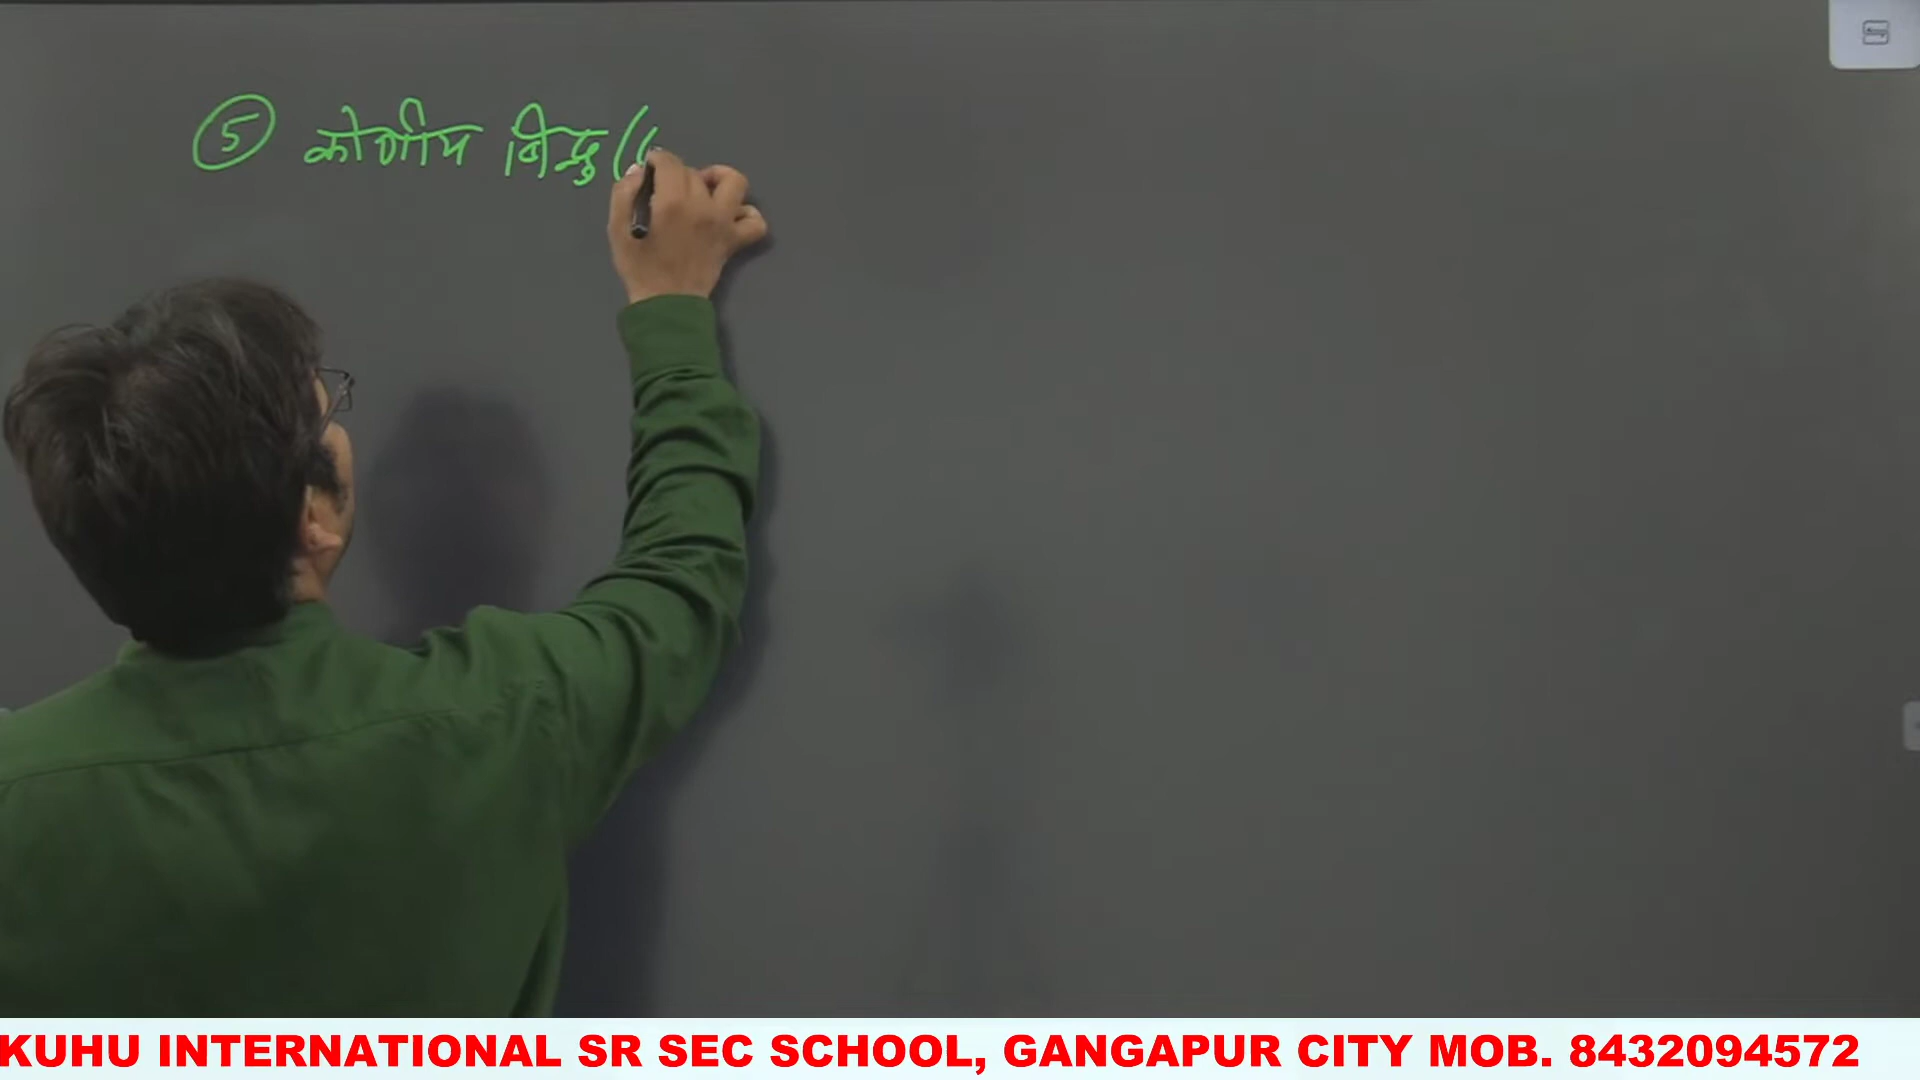 ⑤ कोणीय बिन्दु (
KUHU INTERNATIONAL SR SEC SCHOOL, GANGAPUR CITY MOB. 8432094572